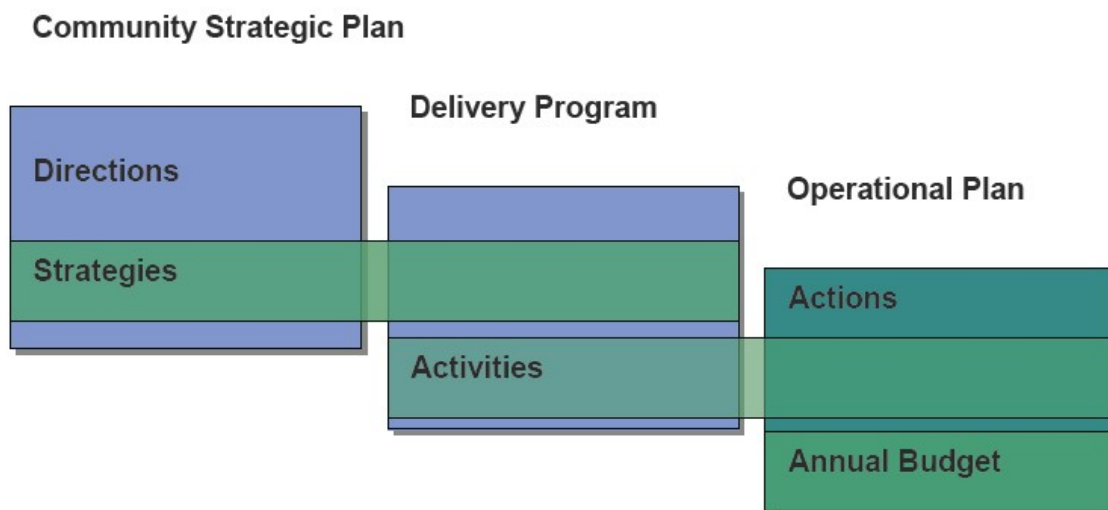 Community Strategic Plan
Delivery Program
Directions
Operational Plan
Strategies
Actions
Activities
Annual Budget